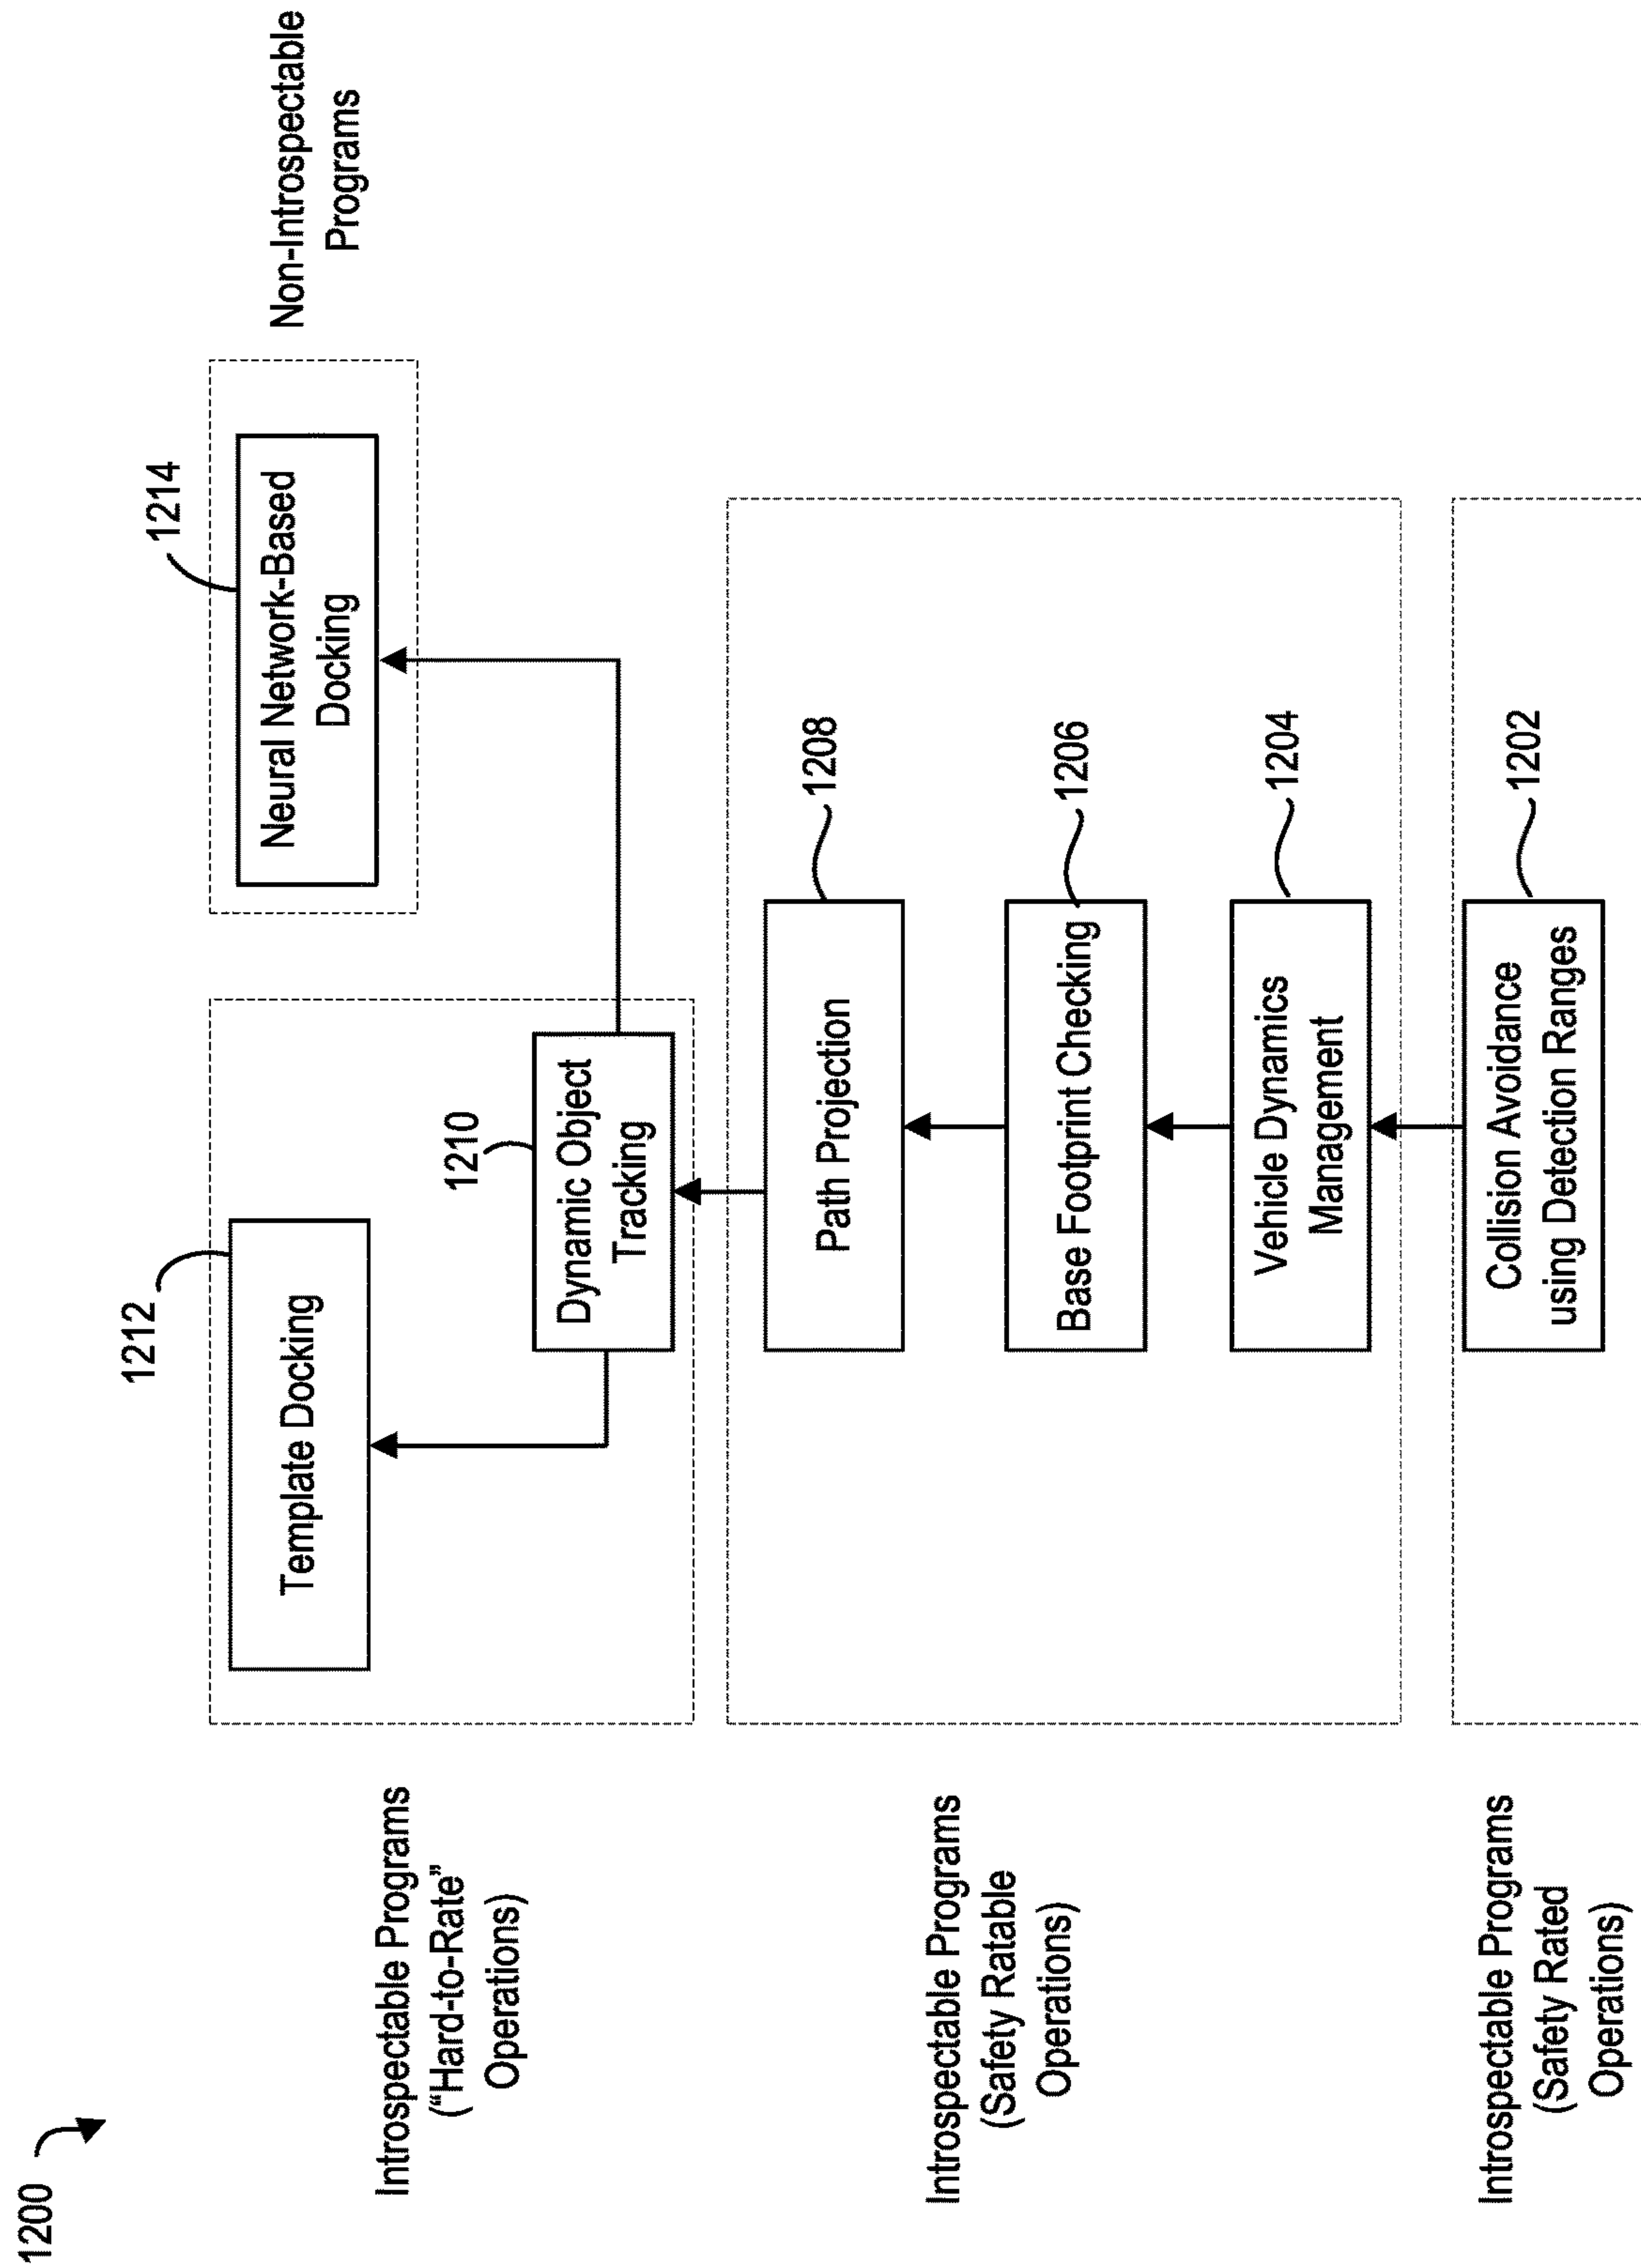 1200
Introspectable Programs
(“Hard-to-Rate”
Operations)
1212
Template Docking
1210
Dynamic Object
Tracking
1214
Neural Network-Based
Docking
Non-Introspectable
Programs
Introspectable Programs
(Safety Ratable
Operations)
Path Projection
1208
Base Footprint Checking
1206
Vehicle Dynamics
Management
1204
Introspectable Programs
(Safety Rated
Operations)
Collision Avoidance
using Detection Ranges
1202